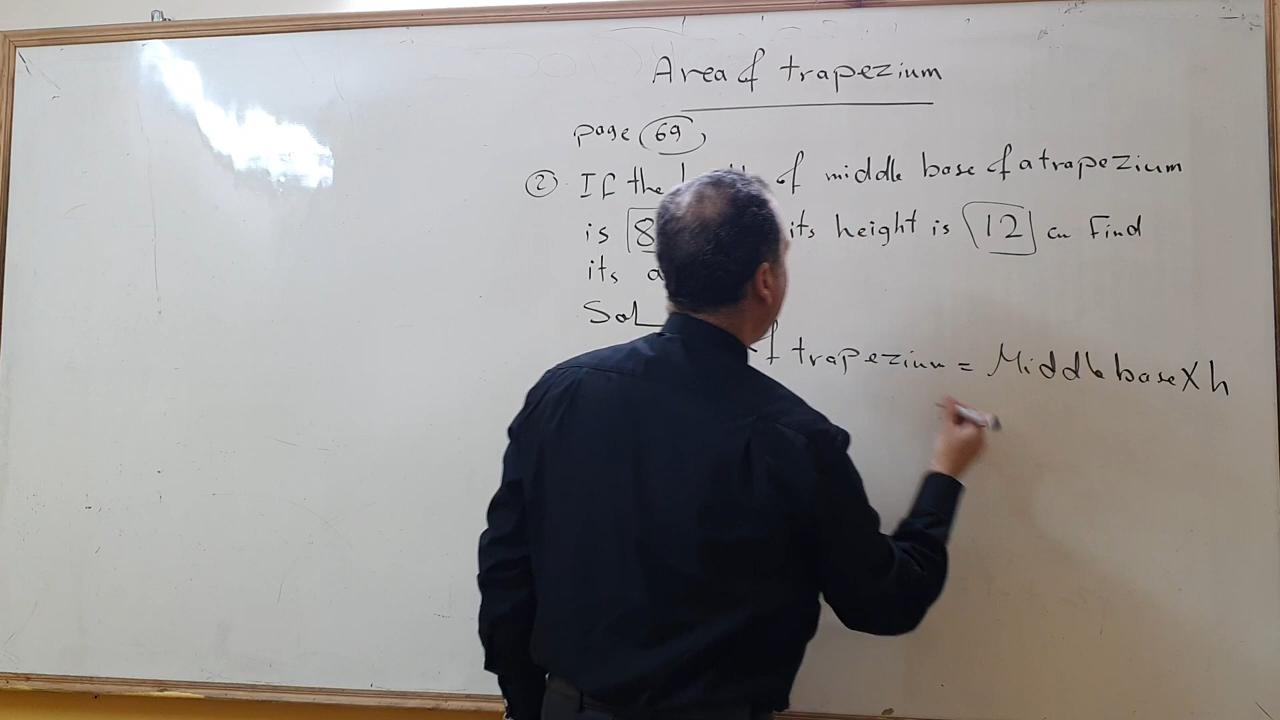 Area of trapezium
page 69
② If the of middle base of a trapezium
is 8 its height is 12 cm Find
its a
Sol
of trapezium = Middle base X h